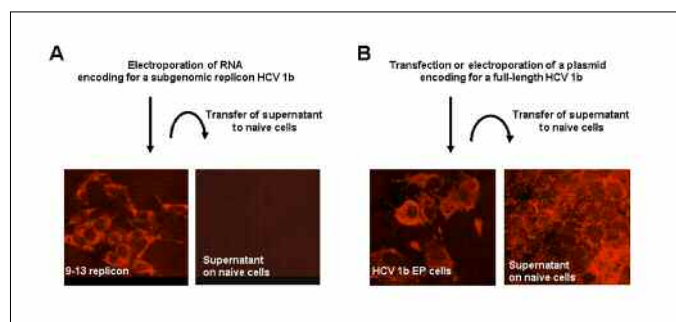 A
Electroporation of RNA
encoding for a subgenomic replicon HCV 1b
Transfer of supernatant
to naive cells
9-13 replicon
Supernatant
on naive cells
B
Transfection or electroporation of a plasmid
encoding for a full-length HCV 1b
Transfer of supernatant
to naive cells
HCV 1b EP cells
Supernatant
on naive cells